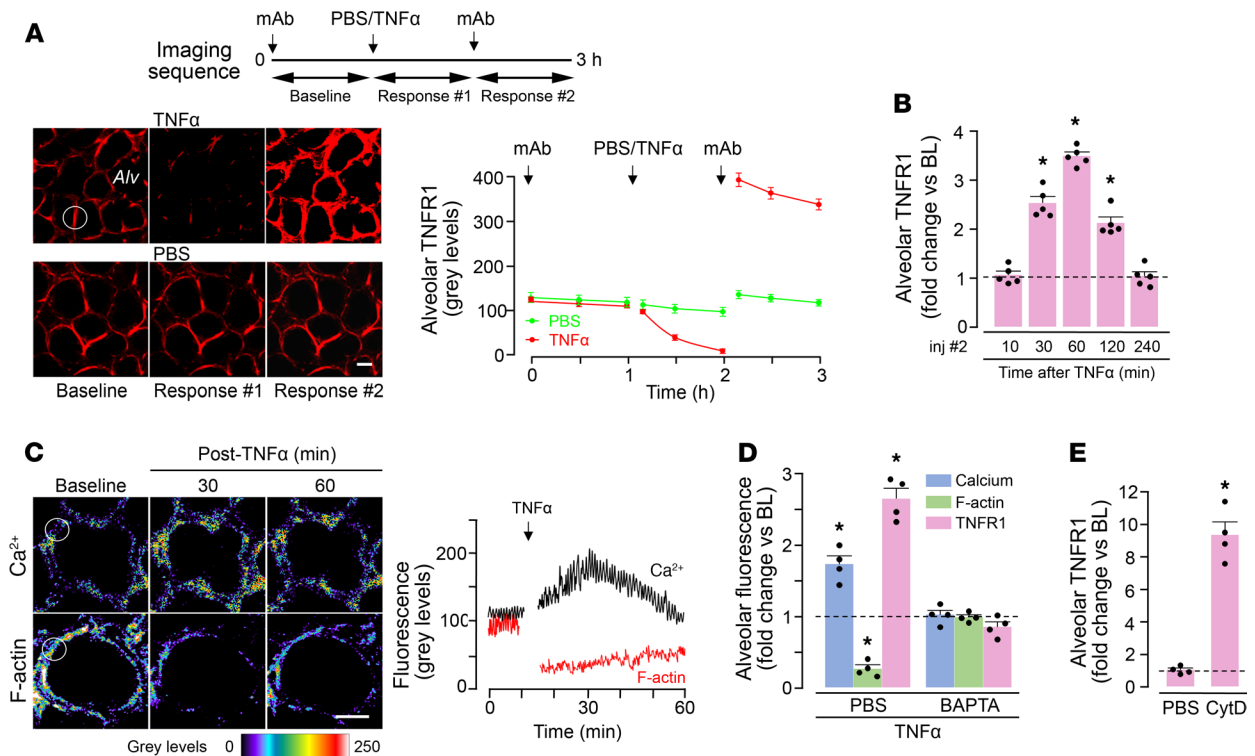 A
Imaging sequence
mAb PBS/TNFα mAb
0 3 h
Baseline Response #1 Response #2
TNFα
Alv
PBS
Baseline Response #1 Response #2
mAb PBS/TNFα mAb
Alveolar TNFR1
(grey levels)
400
300
200
100
0
PBS
TNFα
0 1 2 3
Time (h)
B
Alveolar TNFR1
(fold change vs BL)
4
3
2
1
0
* * *
inj #2 10 30 60 120 240
Time after TNFα (min)
C
Post-TNFα (min)
Baseline 30 60
Ca²⁺
F-actin
Grey levels 0 250
TNFα
Fluorescence
(grey levels)
200
100
0
Ca²⁺
F-actin
0 30 60
Time (min)
D
Alveolar fluorescence
(fold change vs BL)
3
2
1
0
* * *
Calcium
F-actin
TNFR1
PBS BAPTA
TNFα
E
Alveolar TNFR1
(fold change vs BL)
12
10
8
6
4
2
0
*
PBS CytD